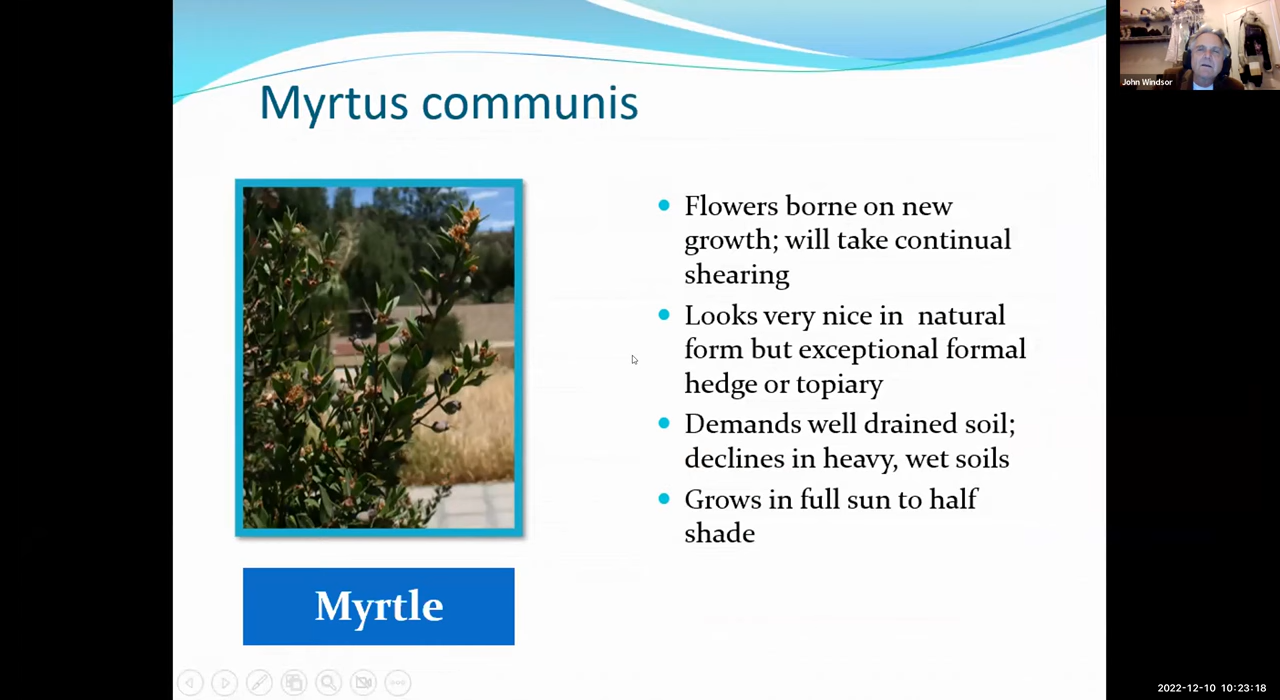 John Windsor
Myrtus communis
Flowers borne on new
growth; will take continual
shearing
Looks very nice in  natural
form but exceptional formal
hedge or topiary
Demands well drained soil;
declines in heavy, wet soils
Grows in full sun to half
shade
Myrtle
2022-12-10 10:23:18